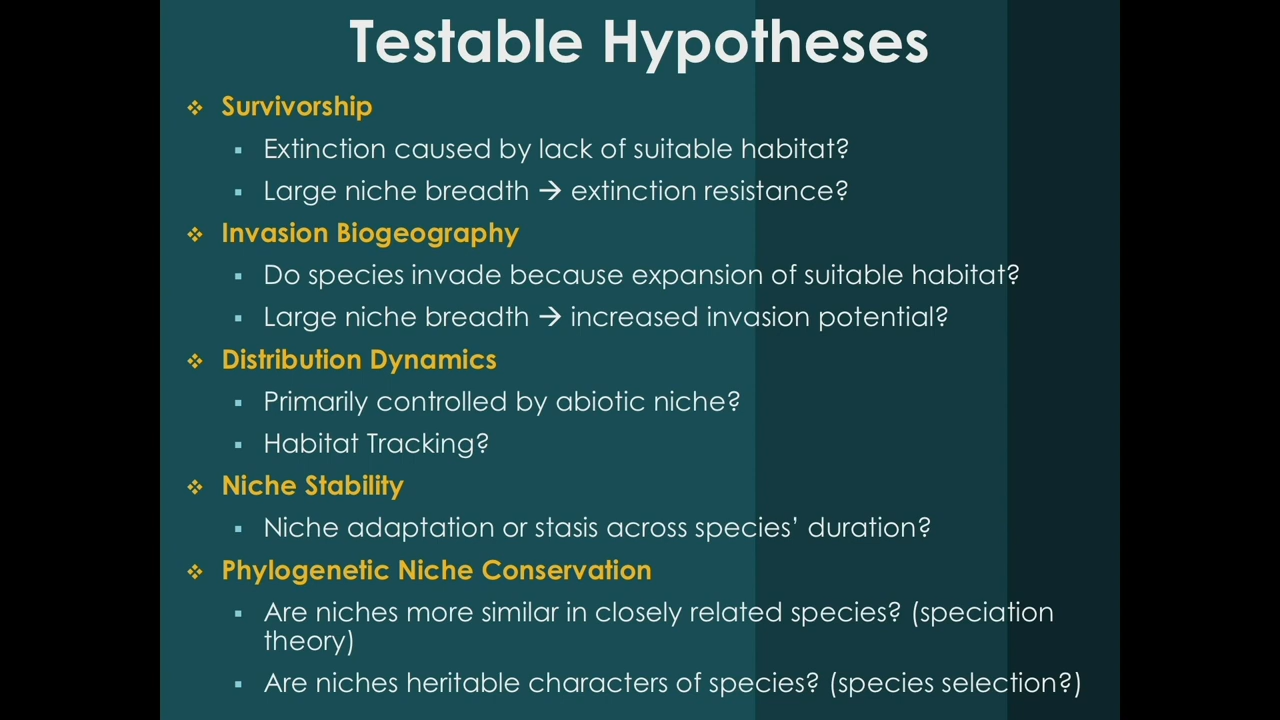 Testable Hypotheses
❖ Survivorship
▪ Extinction caused by lack of suitable habitat?
▪ Large niche breadth → extinction resistance?
❖ Invasion Biogeography
▪ Do species invade because expansion of suitable habitat?
▪ Large niche breadth → increased invasion potential?
❖ Distribution Dynamics
▪ Primarily controlled by abiotic niche?
▪ Habitat Tracking?
❖ Niche Stability
▪ Niche adaptation or stasis across species’ duration?
❖ Phylogenetic Niche Conservation
▪ Are niches more similar in closely related species? (speciation
theory)
▪ Are niches heritable characters of species? (species selection?)